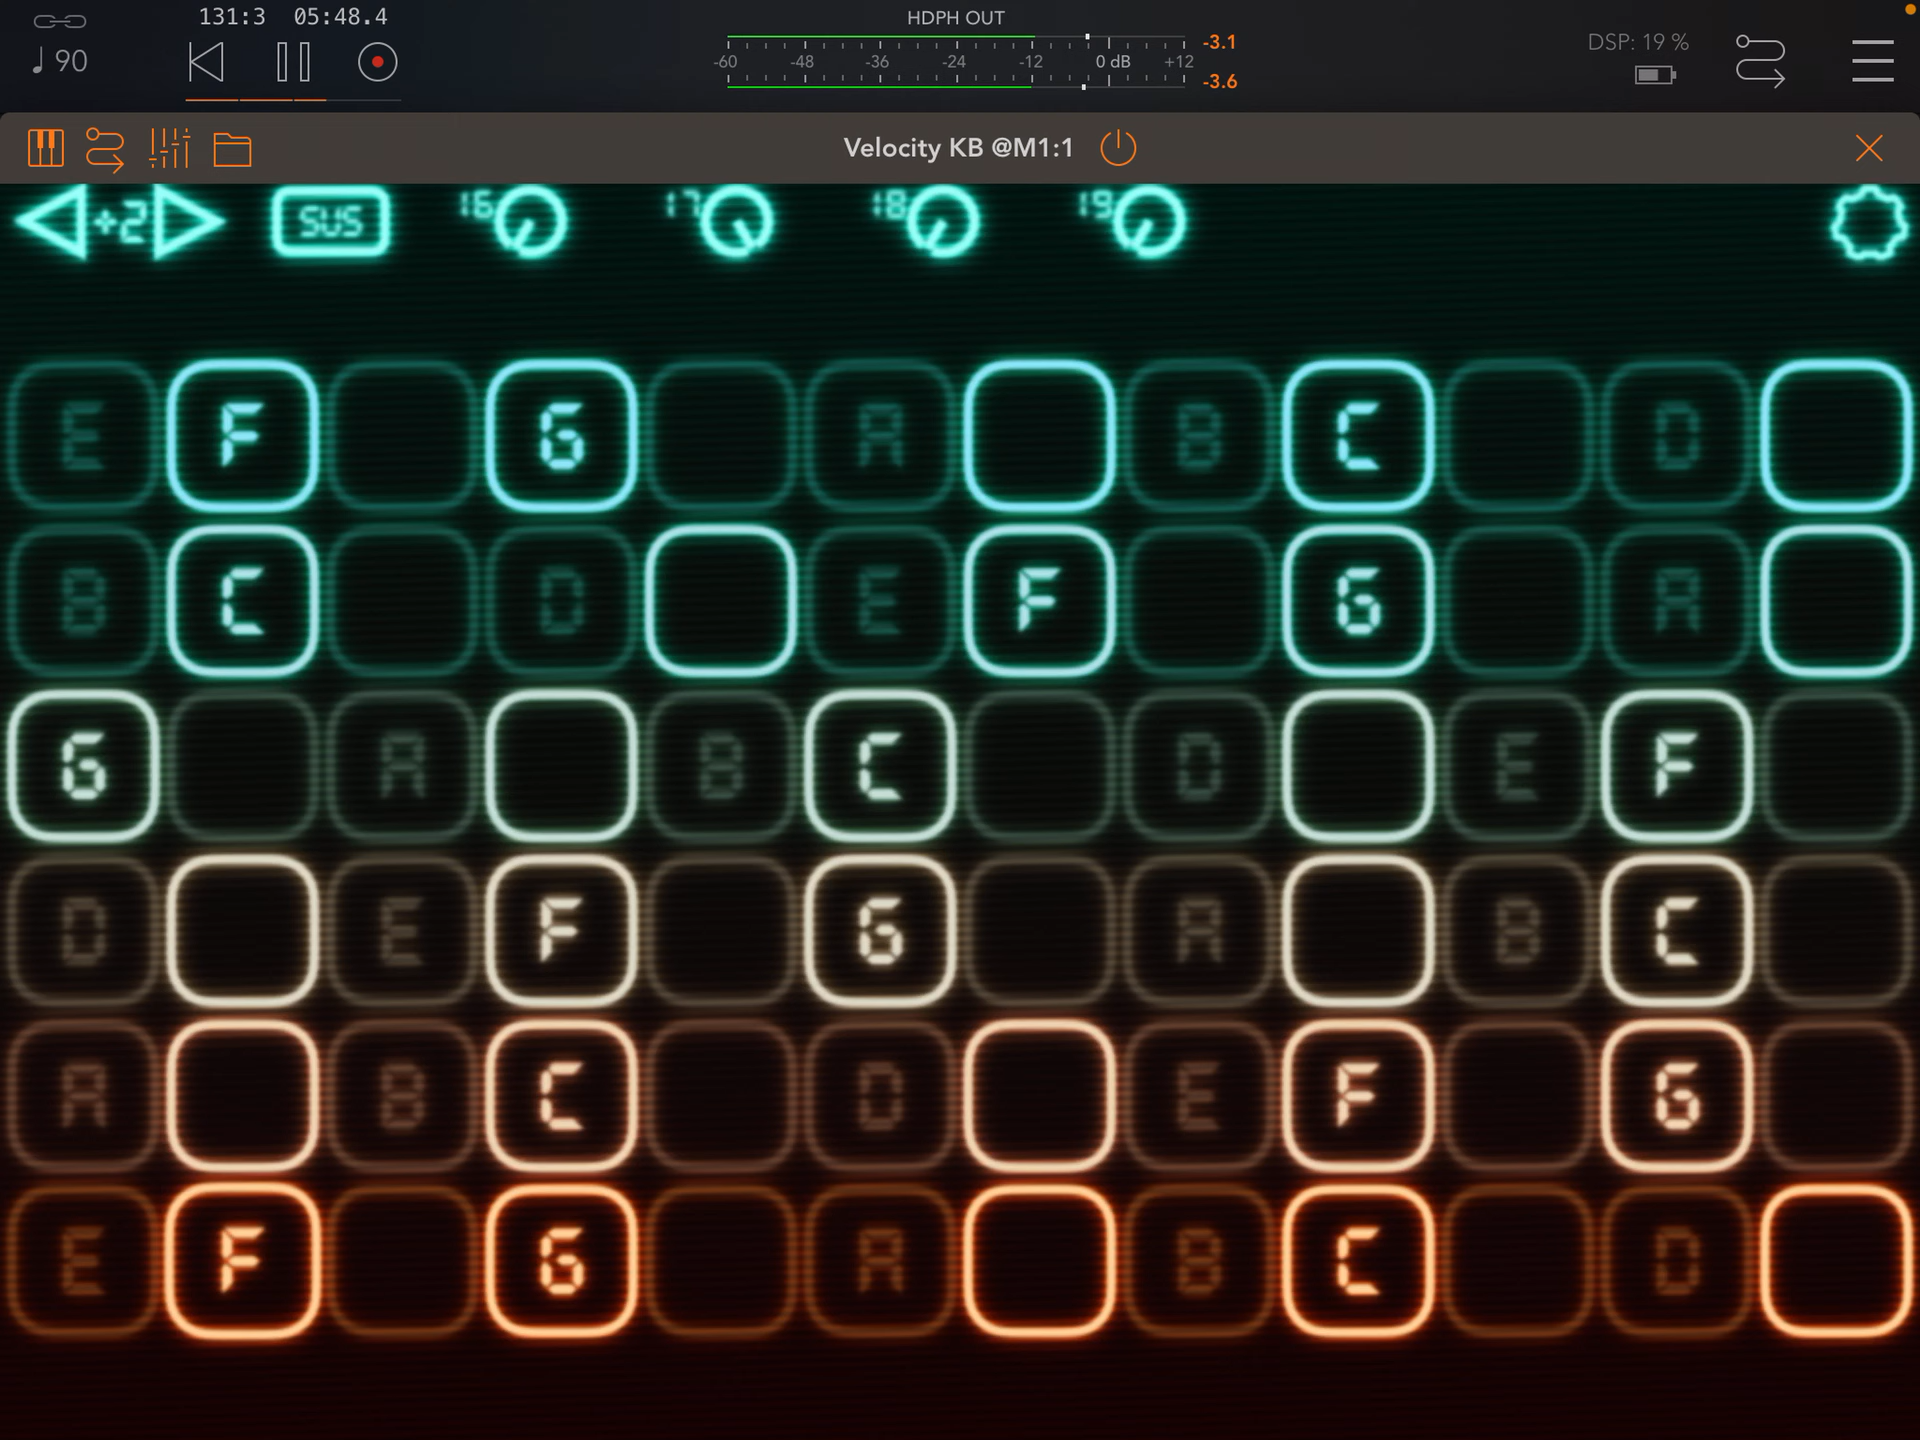 131:3 05:48.4 HDPH OUT
-3.1
90 -60 -48 -36 -24 -12 0 dB +12 DSP: 19 %
-3.6
Velocity KB @M1:1
+2 SUS 16 17 18 19
E F G A B C D
B C D E F G A
G A B C D E F
D E F G A B C
A B C D E F G
E F G A B C D